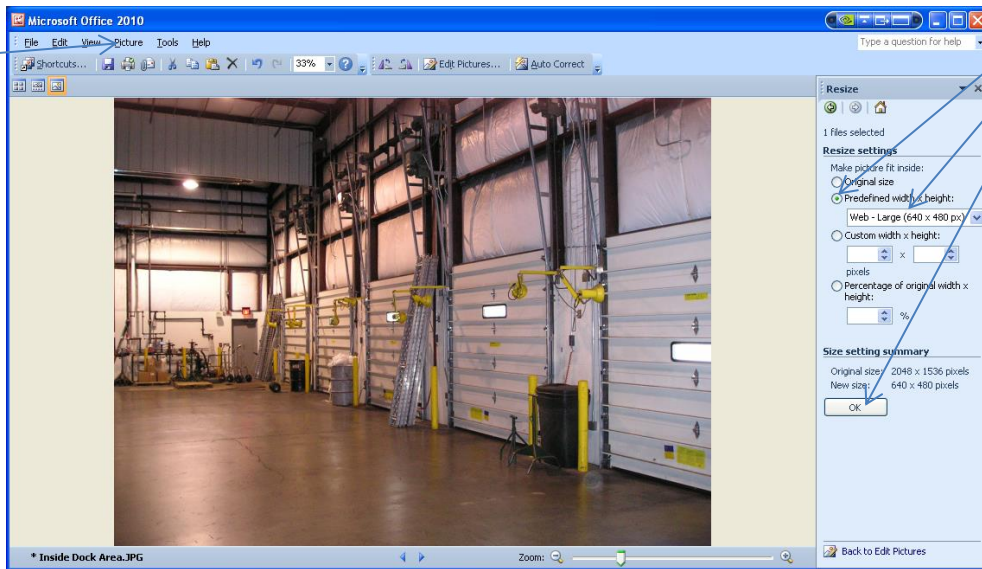 Microsoft Office 2010
File Edit View Picture Tools Help
Type a question for help
Shortcuts... 33% Edit Pictures... Auto Correct
Resize
1 files selected
Resize settings
Make picture fit inside:
Original size
Predefined width x height:
Web - Large (640 x 480 px)
Custom width x height:
x
pixels
Percentage of original width x
height:
%
Size setting summary
Original size: 2048 x 1536 pixels
New size: 640 x 480 pixels
OK
* Inside Dock Area.JPG
Zoom:
Back to Edit Pictures